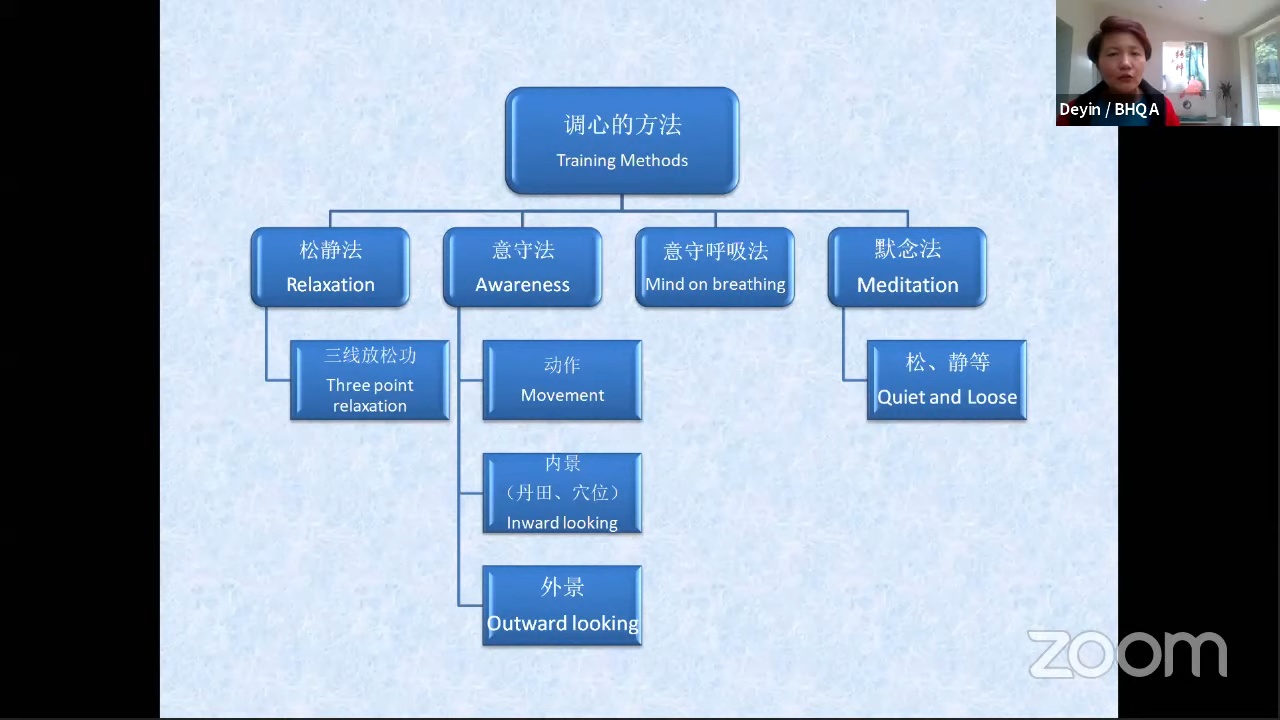 调心的方法
Training Methods
松静法
Relaxation
意守法
Awareness
意守呼吸法
Mind on breathing
默念法
Meditation
三线放松功
Three point
relaxation
动作
Movement
松、静等
Quiet and Loose
内景
（丹田、穴位）
Inward looking
外景
Outward looking
Deyin / BHQA
zoom